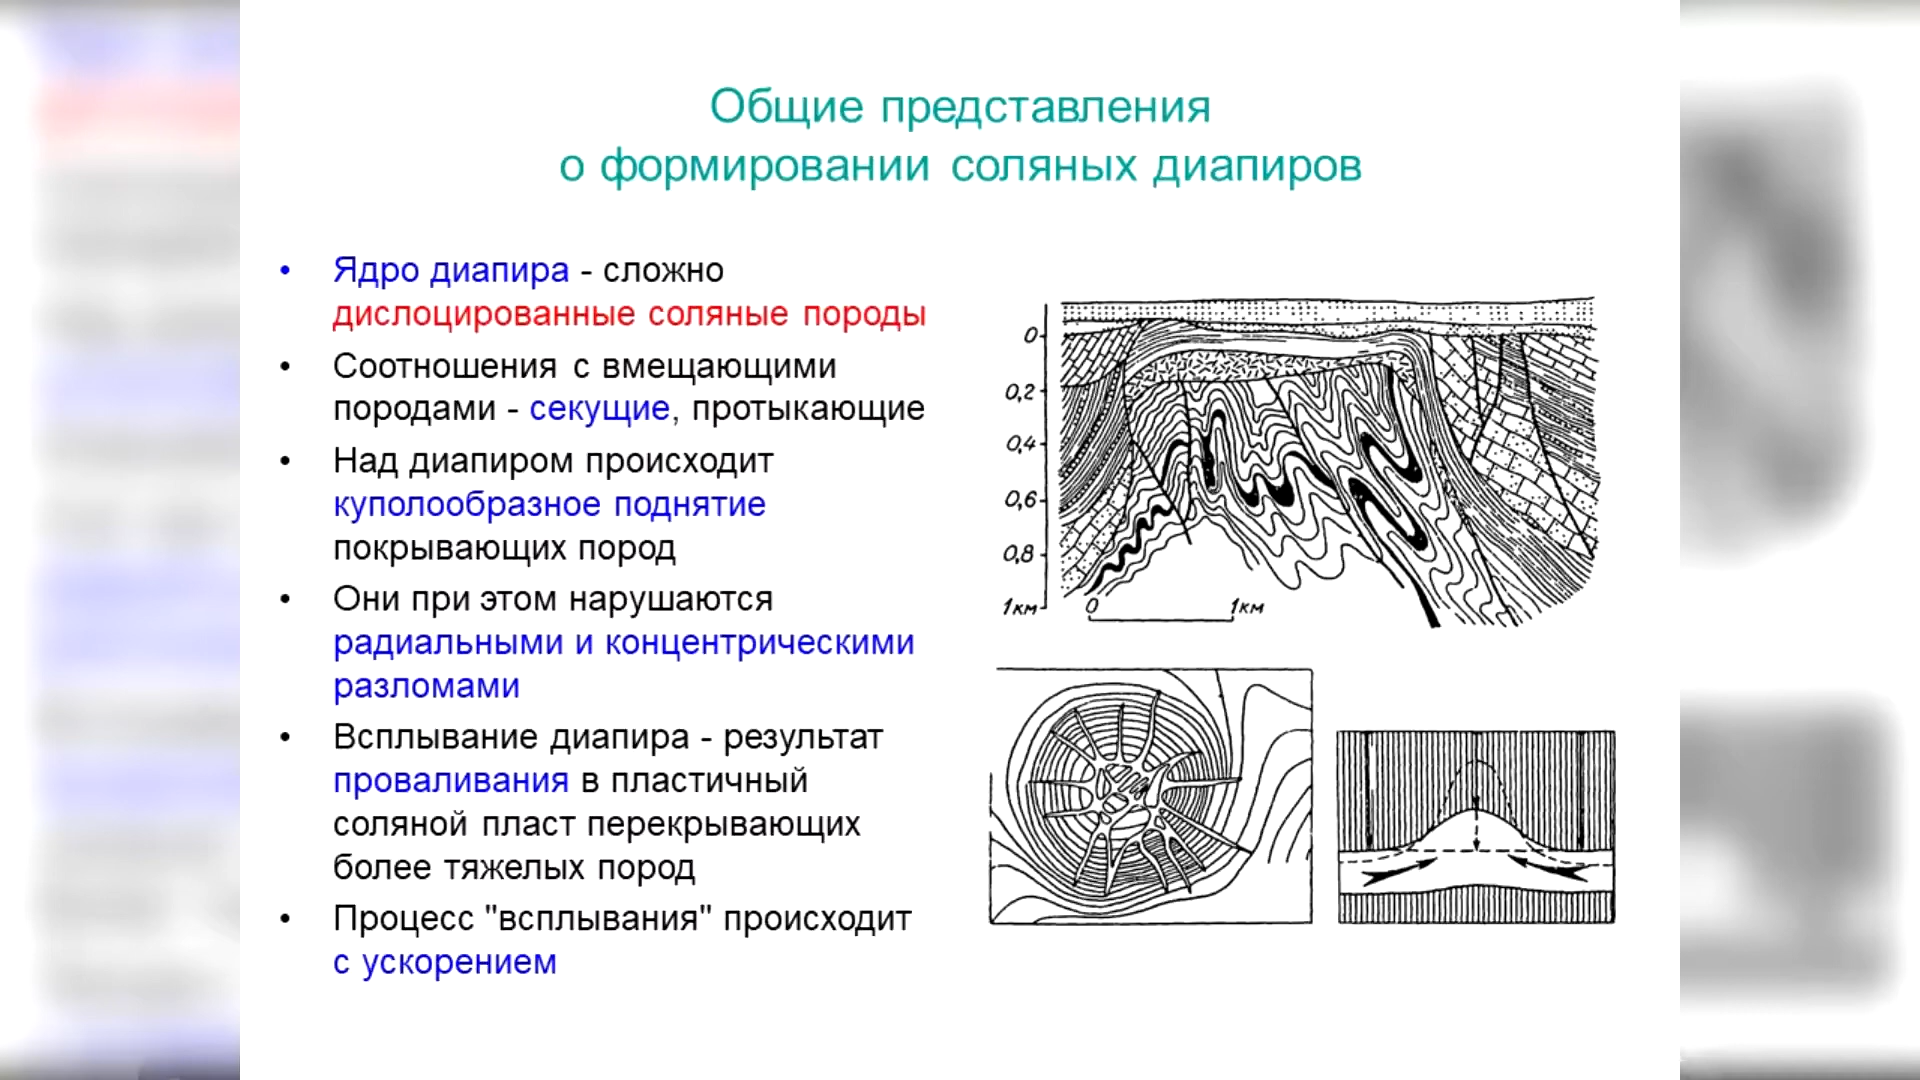 Общие представления
о формировании соляных диапиров
• Ядро диапира - сложно
дислоцированные соляные породы
• Соотношения с вмещающими
породами - секущие, протыкающие
• Над диапиром происходит
куполообразное поднятие
покрывающих пород
• Они при этом нарушаются
радиальными и концентрическими
разломами
• Всплывание диапира - результат
проваливания в пластичный
соляной пласт перекрывающих
более тяжелых пород
• Процесс "всплывания" происходит
с ускорением
0
0,2
0,4
0,6
0,8
1км
0 1км